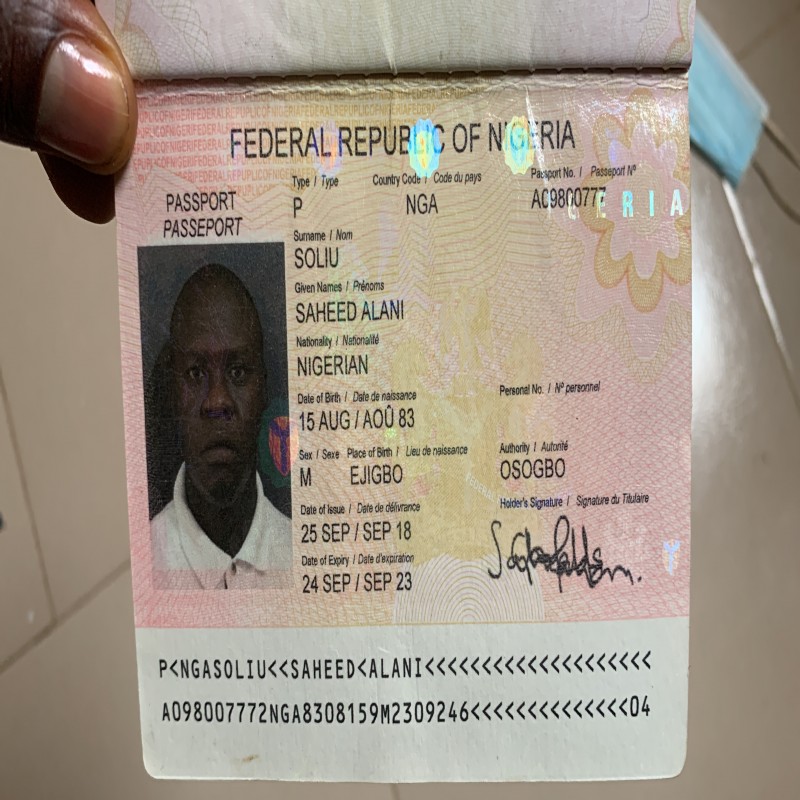 FEDERAL REPUBLIC OF NIGERIA
PASSPORT
PASSEPORT
Type / Type Country Code / Code du pays Passport No. / Passeport N°
P NGA A09800777
NIGERIA
Surname / Nom
SOLIU
Given Names / Prénoms
SAHEED ALANI
Nationality / Nationalité
NIGERIAN
Date of Birth / Date de naissance Personal No. / N° personnel
15 AUG / AOÛ 83
Sex / Sexe Place of Birth / Lieu de naissance Authority / Autorité
M EJIGBO OSOGBO
Date of Issue / Date de délivrance Holder's Signature / Signature du Titulaire
25 SEP / SEP 18
Date of Expiry / Date d'expiration
24 SEP / SEP 23
P<NGASOLIU<<SAHEED<ALANI<<<<<<<<<<<<<<<<<<<<
A098007772NGA8308159M2309246<<<<<<<<<<<<<<04